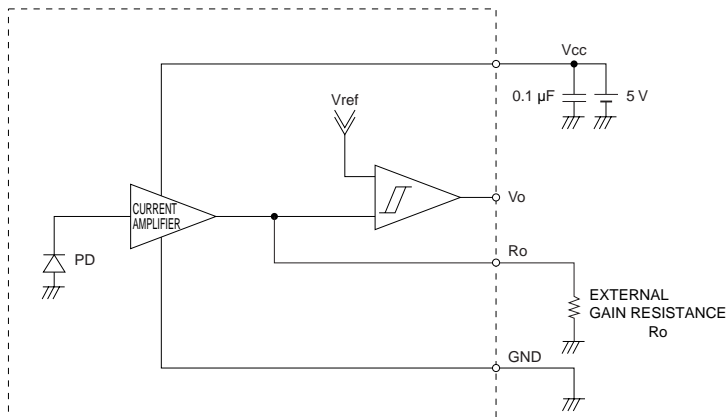 Vcc
0.1 µF
5 V
Vref
CURRENT
AMPLIFIER
Vo
PD
Ro
EXTERNAL
GAIN RESISTANCE
Ro
GND